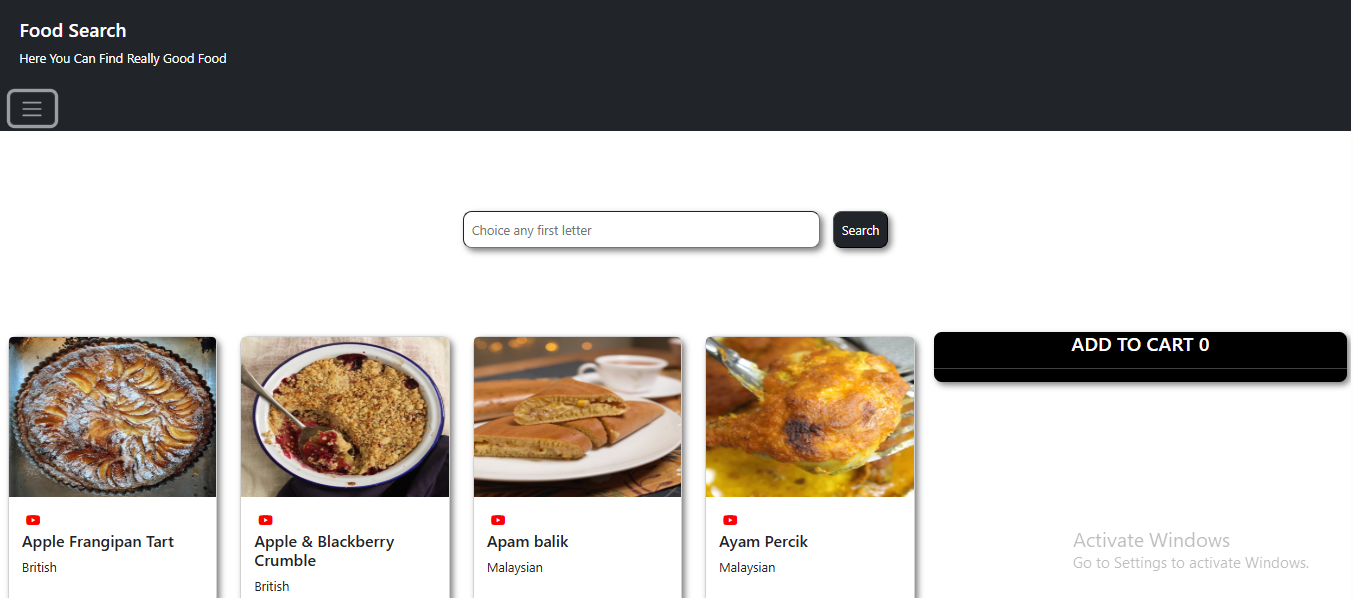 Food Search
Here You Can Find Really Good Food
Choice any first letter
Search
ADD TO CART 0
Apple Frangipan Tart
British
Apple & Blackberry
Crumble
British
Apam balik
Malaysian
Ayam Percik
Malaysian
Activate Windows
Go to Settings to activate Windows.